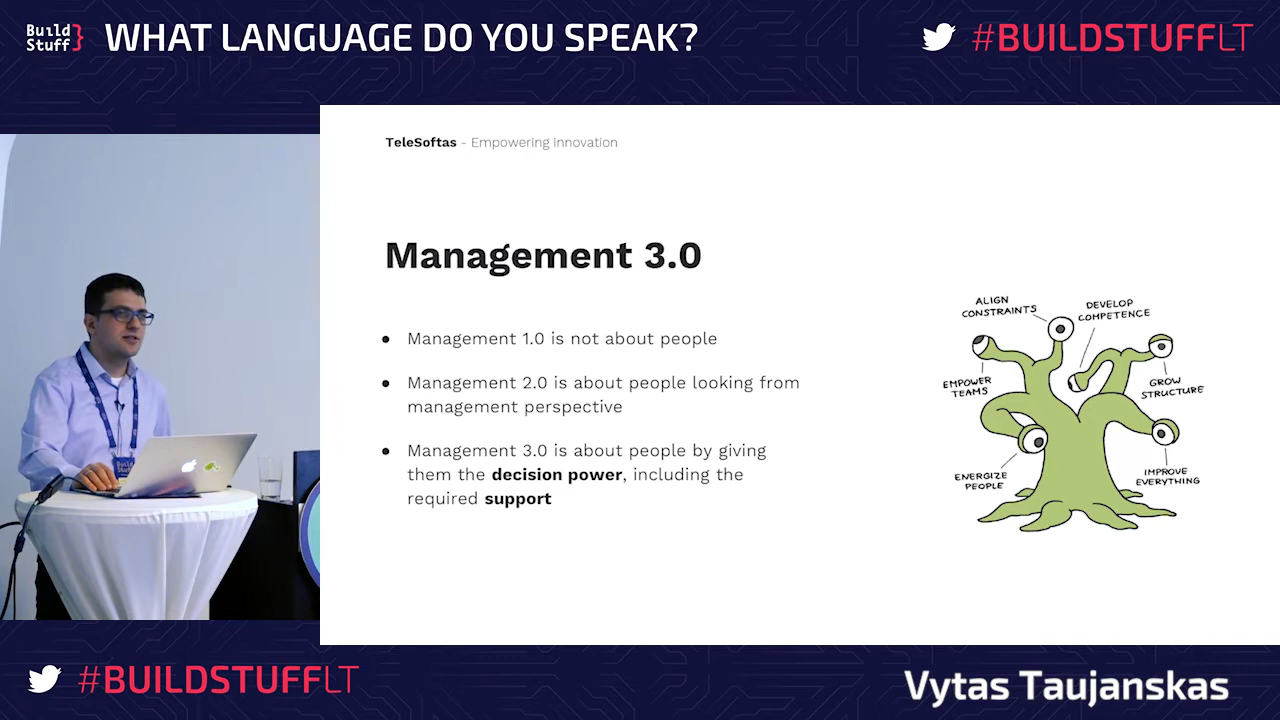 Build
Stuff}
WHAT LANGUAGE DO YOU SPEAK?
#BUILDSTUFFLT
TeleSoftas - Empowering innovation
Management 3.0
● Management 1.0 is not about people
● Management 2.0 is about people looking from
management perspective
● Management 3.0 is about people by giving
them the decision power, including the
required support
ALIGN
CONSTRAINTS
DEVELOP
COMPETENCE
EMPOWER
TEAMS
GROW
STRUCTURE
ENERGIZE
PEOPLE
IMPROVE
EVERYTHING
Build
Stuff
#BUILDSTUFFLT
Vytas Taujanskas